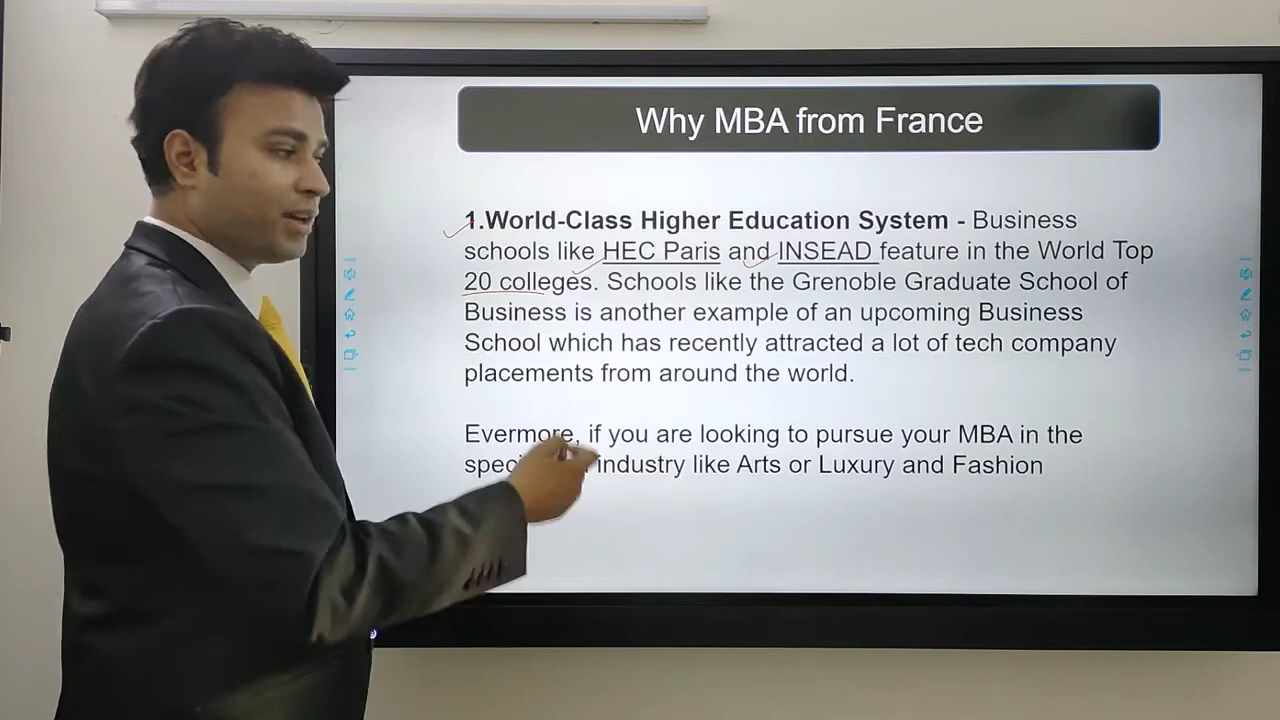 Why MBA from France
1.World-Class Higher Education System - Business
schools like HEC Paris and INSEAD feature in the World Top
20 colleges. Schools like the Grenoble Graduate School of
Business is another example of an upcoming Business
School which has recently attracted a lot of tech company
placements from around the world.
Evermore, if you are looking to pursue your MBA in the
industry like Arts or Luxury and Fashion